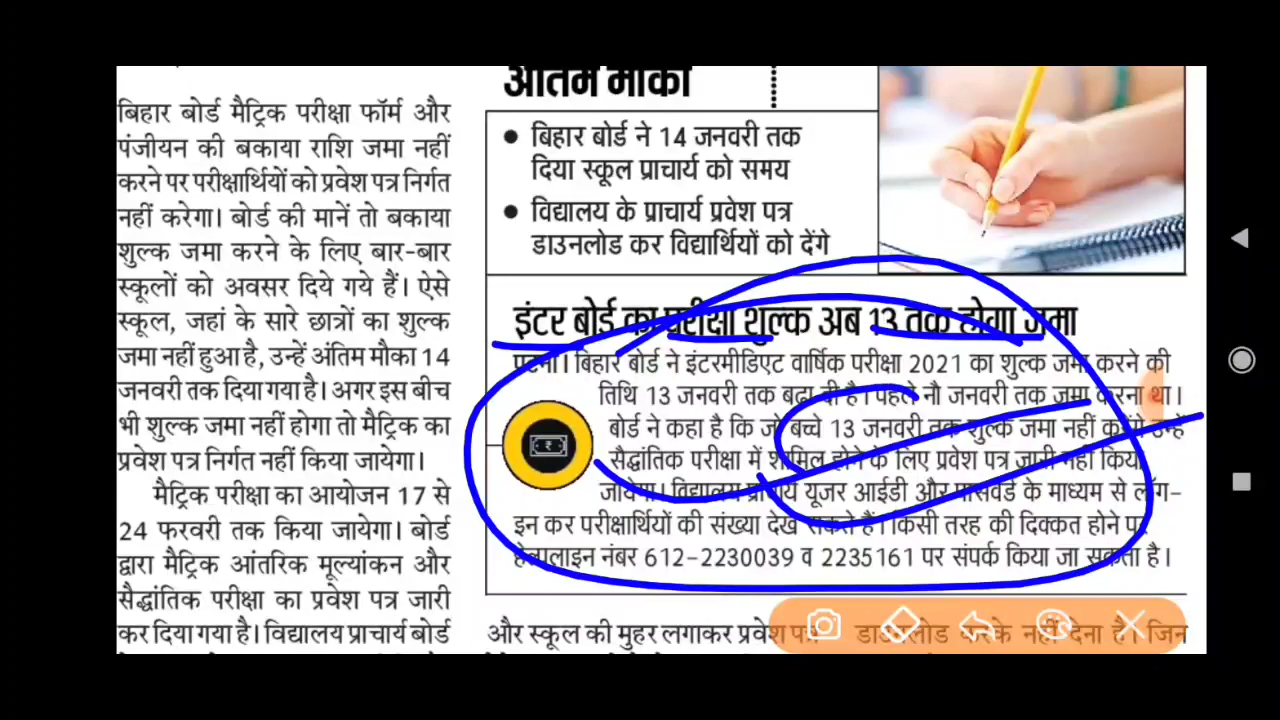 बिहार बोर्ड मैट्रिक परीक्षा फॉर्म और
पंजीयन की बकाया राशि जमा नहीं
करने पर परीक्षार्थियों को प्रवेश पत्र निर्गत
नहीं करेगा। बोर्ड की मानें तो बकाया
शुल्क जमा करने के लिए बार-बार
स्कूलों को अवसर दिये गये हैं। ऐसे
स्कूल, जहां के सारे छात्रों का शुल्क
जमा नहीं हुआ है, उन्हें अंतिम मौका 14
जनवरी तक दिया गया है। अगर इस बीच
भी शुल्क जमा नहीं होगा तो मैट्रिक का
प्रवेश पत्र निर्गत नहीं किया जायेगा।
मैट्रिक परीक्षा का आयोजन 17 से
24 फरवरी तक किया जायेगा। बोर्ड
द्वारा मैट्रिक आंतरिक मूल्यांकन और
सैद्धांतिक परीक्षा का प्रवेश पत्र जारी
कर दिया गया है। विद्यालय प्राचार्य बोर्ड
अंतिम मौका
• बिहार बोर्ड ने 14 जनवरी तक
दिया स्कूल प्राचार्य को समय
• विद्यालय के प्राचार्य प्रवेश पत्र
डाउनलोड कर विद्यार्थियों को देंगे
इंटर बोर्ड का परीक्षा शुल्क अब 13 तक होगा जमा
पटना। बिहार बोर्ड ने इंटरमीडिएट वार्षिक परीक्षा 2021 का शुल्क जमा करने की
तिथि 13 जनवरी तक बढ़ा दी है। पहले नौ जनवरी तक जमा करना था।
बोर्ड ने कहा है कि जो बच्चे 13 जनवरी तक शुल्क जमा नहीं करेंगे उन्हें
सैद्धांतिक परीक्षा में शामिल होने के लिए प्रवेश पत्र जारी नहीं किया
जायेगा। विद्यालय प्राचार्य यूजर आईडी और पासवर्ड के माध्यम से लॉग-
इन कर परीक्षार्थियों की संख्या देख सकते हैं। किसी तरह की दिक्कत होने पर
हेल्पलाइन नंबर 612-2230039 व 2235161 पर संपर्क किया जा सकता है।
और स्कूल की मुहर लगाकर प्रवेश पत्र
डाउनलोड करके नहीं देना है। जिन